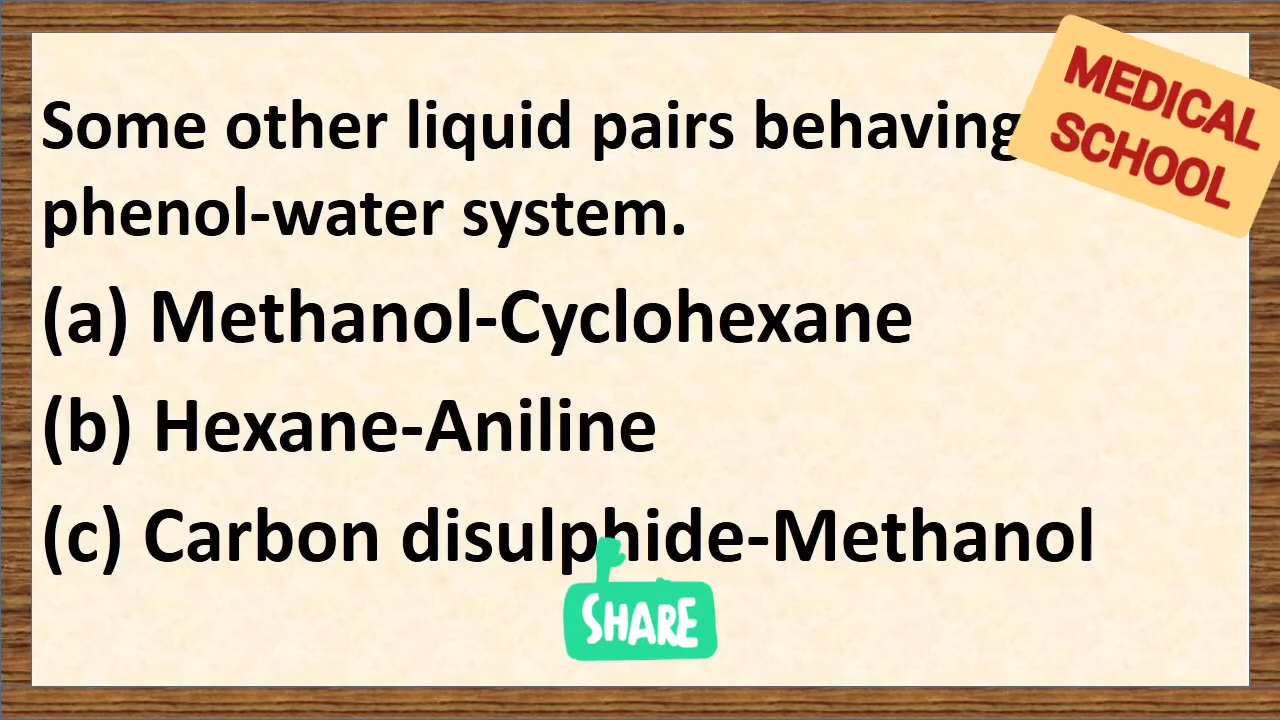 Some other liquid pairs behaving
phenol-water system.
(a) Methanol-Cyclohexane
(b) Hexane-Aniline
(c) Carbon disulphide-Methanol
MEDICAL
SCHOOL
SHARE